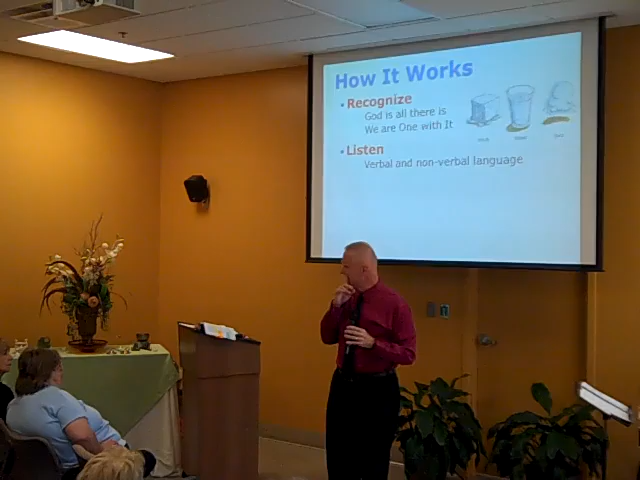 How It Works
• Recognize
God is all there is
We are One with It
• Listen
Verbal and non-verbal language